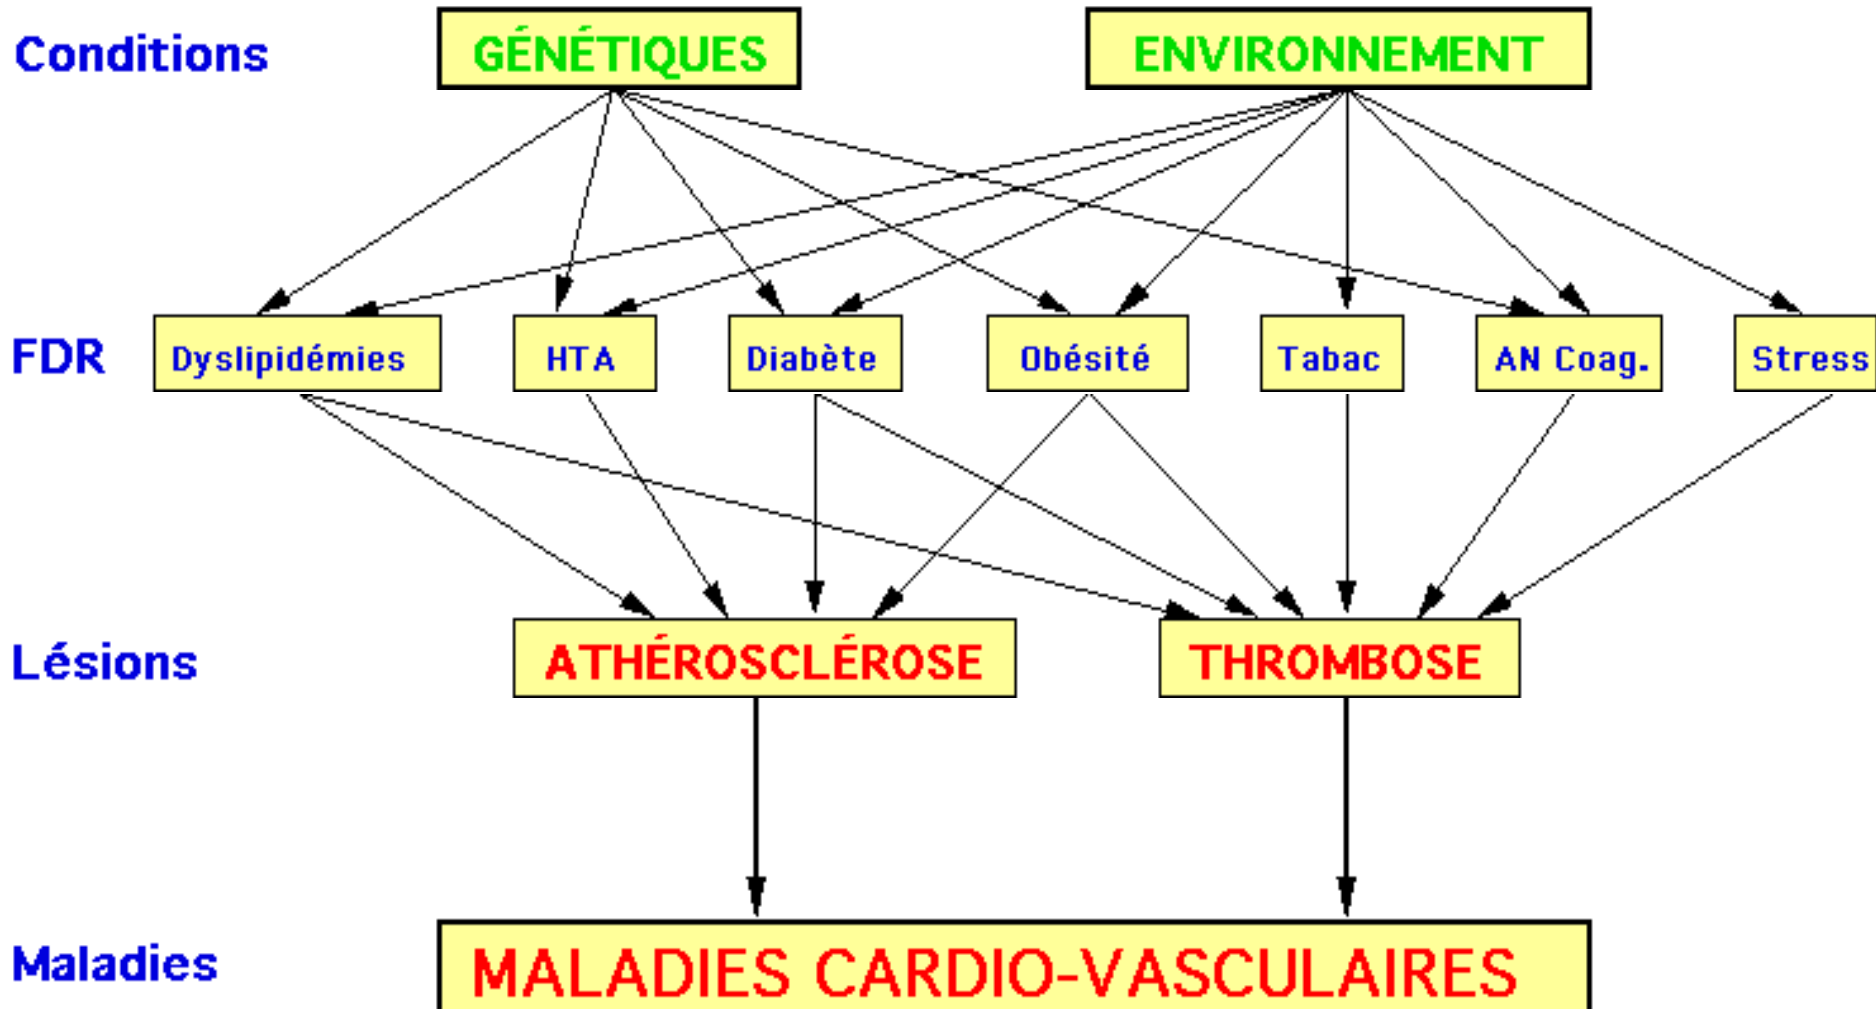 Conditions GÉNÉTIQUES ENVIRONNEMENT
FDR Dyslipidémies HTA Diabète Obésité Tabac AN Coag. Stress
Lésions ATHÉROSCLÉROSE THROMBOSE
Maladies MALADIES CARDIO-VASCULAIRES